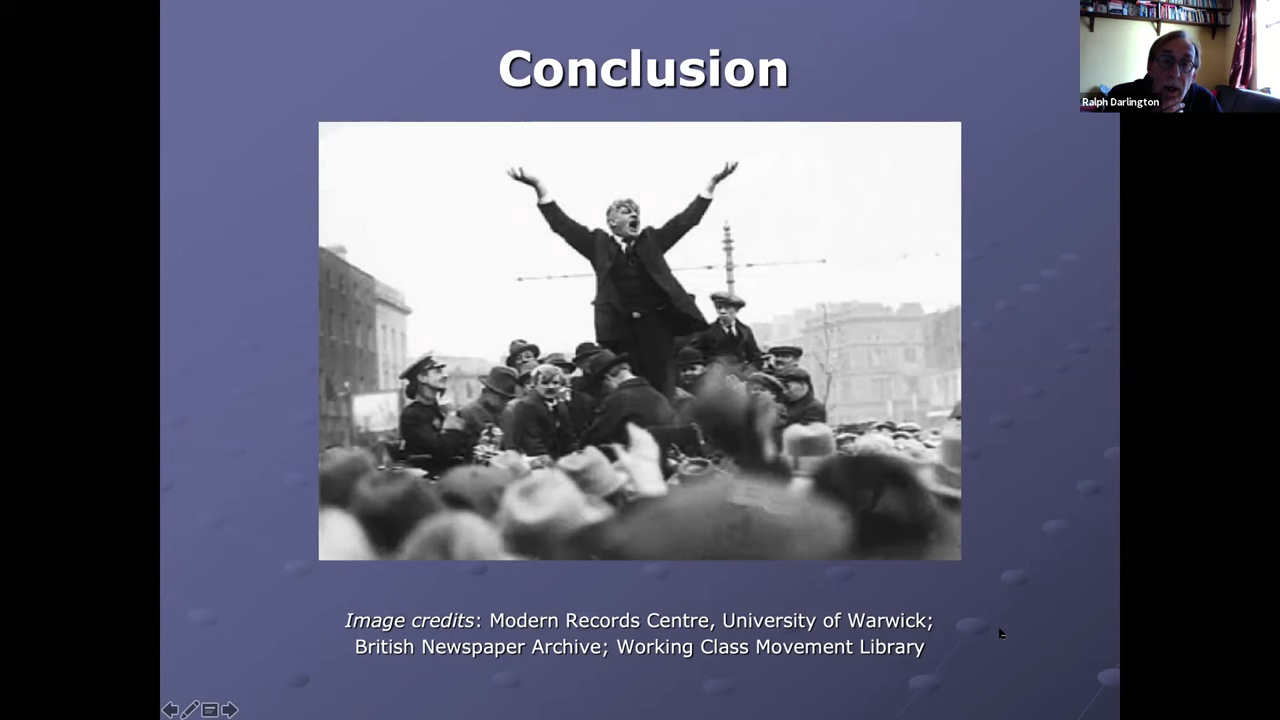 Conclusion
Ralph Darlington
Image credits: Modern Records Centre, University of Warwick;
British Newspaper Archive; Working Class Movement Library